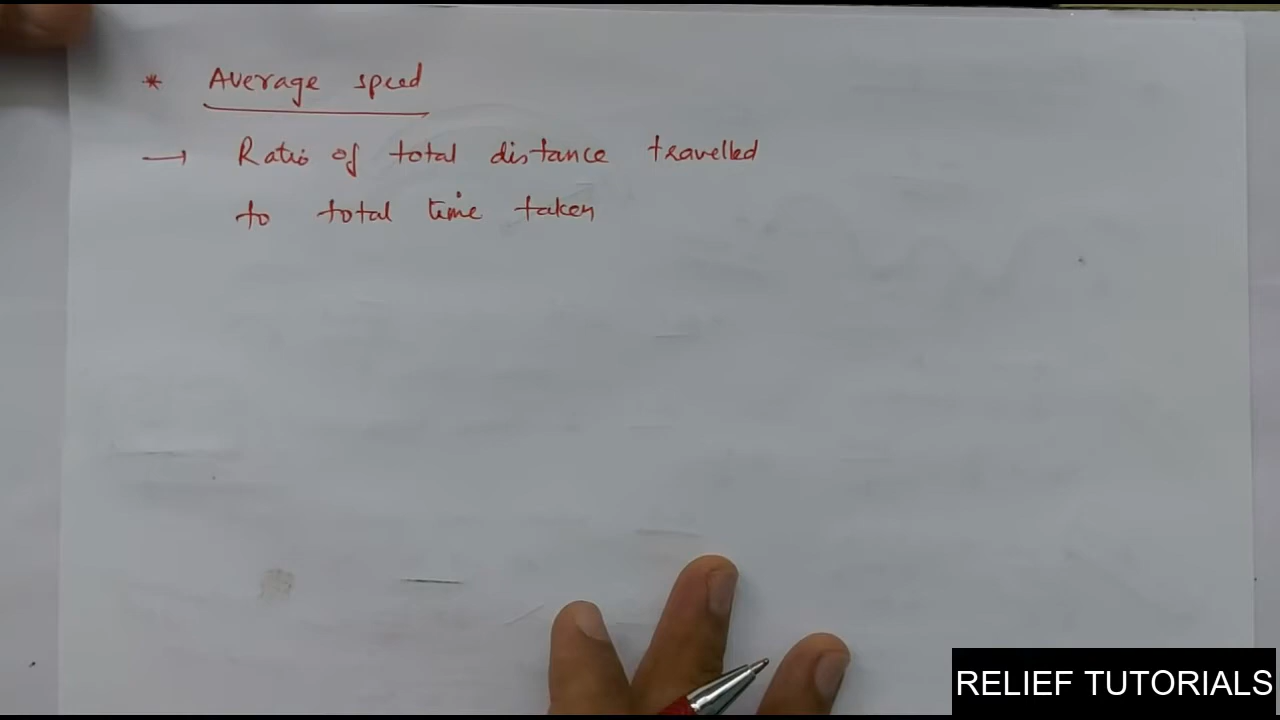 * Average speed
→ Ratio of total distance travelled
to total time taken
RELIEF TUTORIALS